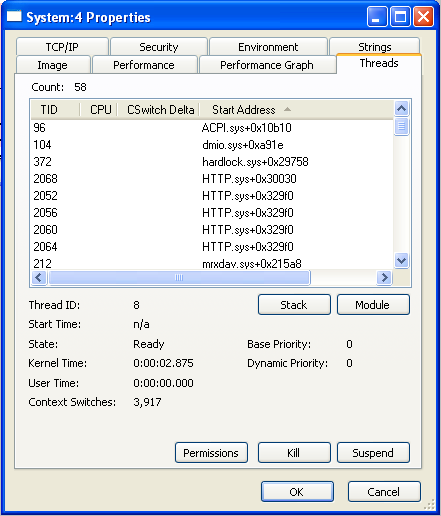 System:4 Properties
TCP/IP Security Environment Strings
Image Performance Performance Graph Threads
Count: 58
TID CPU CSwitch Delta Start Address
96 ACPI.sys+0x10b10
104 dmio.sys+0xa91e
372 hardlock.sys+0x29758
2068 HTTP.sys+0x30030
2052 HTTP.sys+0x329f0
2056 HTTP.sys+0x329f0
2060 HTTP.sys+0x329f0
2064 HTTP.sys+0x329f0
212 mrxdav.sys+0x215a8
Thread ID: 8 Stack Module
Start Time: n/a
State: Ready Base Priority: 0
Kernel Time: 0:00:02.875 Dynamic Priority: 0
User Time: 0:00:00.000
Context Switches: 3,917
Permissions Kill Suspend
OK Cancel